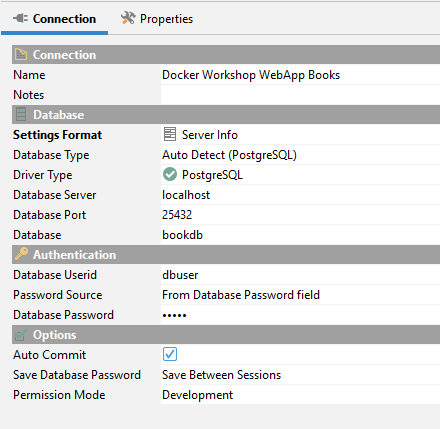 Connection Properties
Connection
Name Docker Workshop WebApp Books
Notes
Database
Settings Format Server Info
Database Type Auto Detect (PostgreSQL)
Driver Type PostgreSQL
Database Server localhost
Database Port 25432
Database bookdb
Authentication
Database Userid dbuser
Password Source From Database Password field
Database Password •••••
Options
Auto Commit
Save Database Password Save Between Sessions
Permission Mode Development